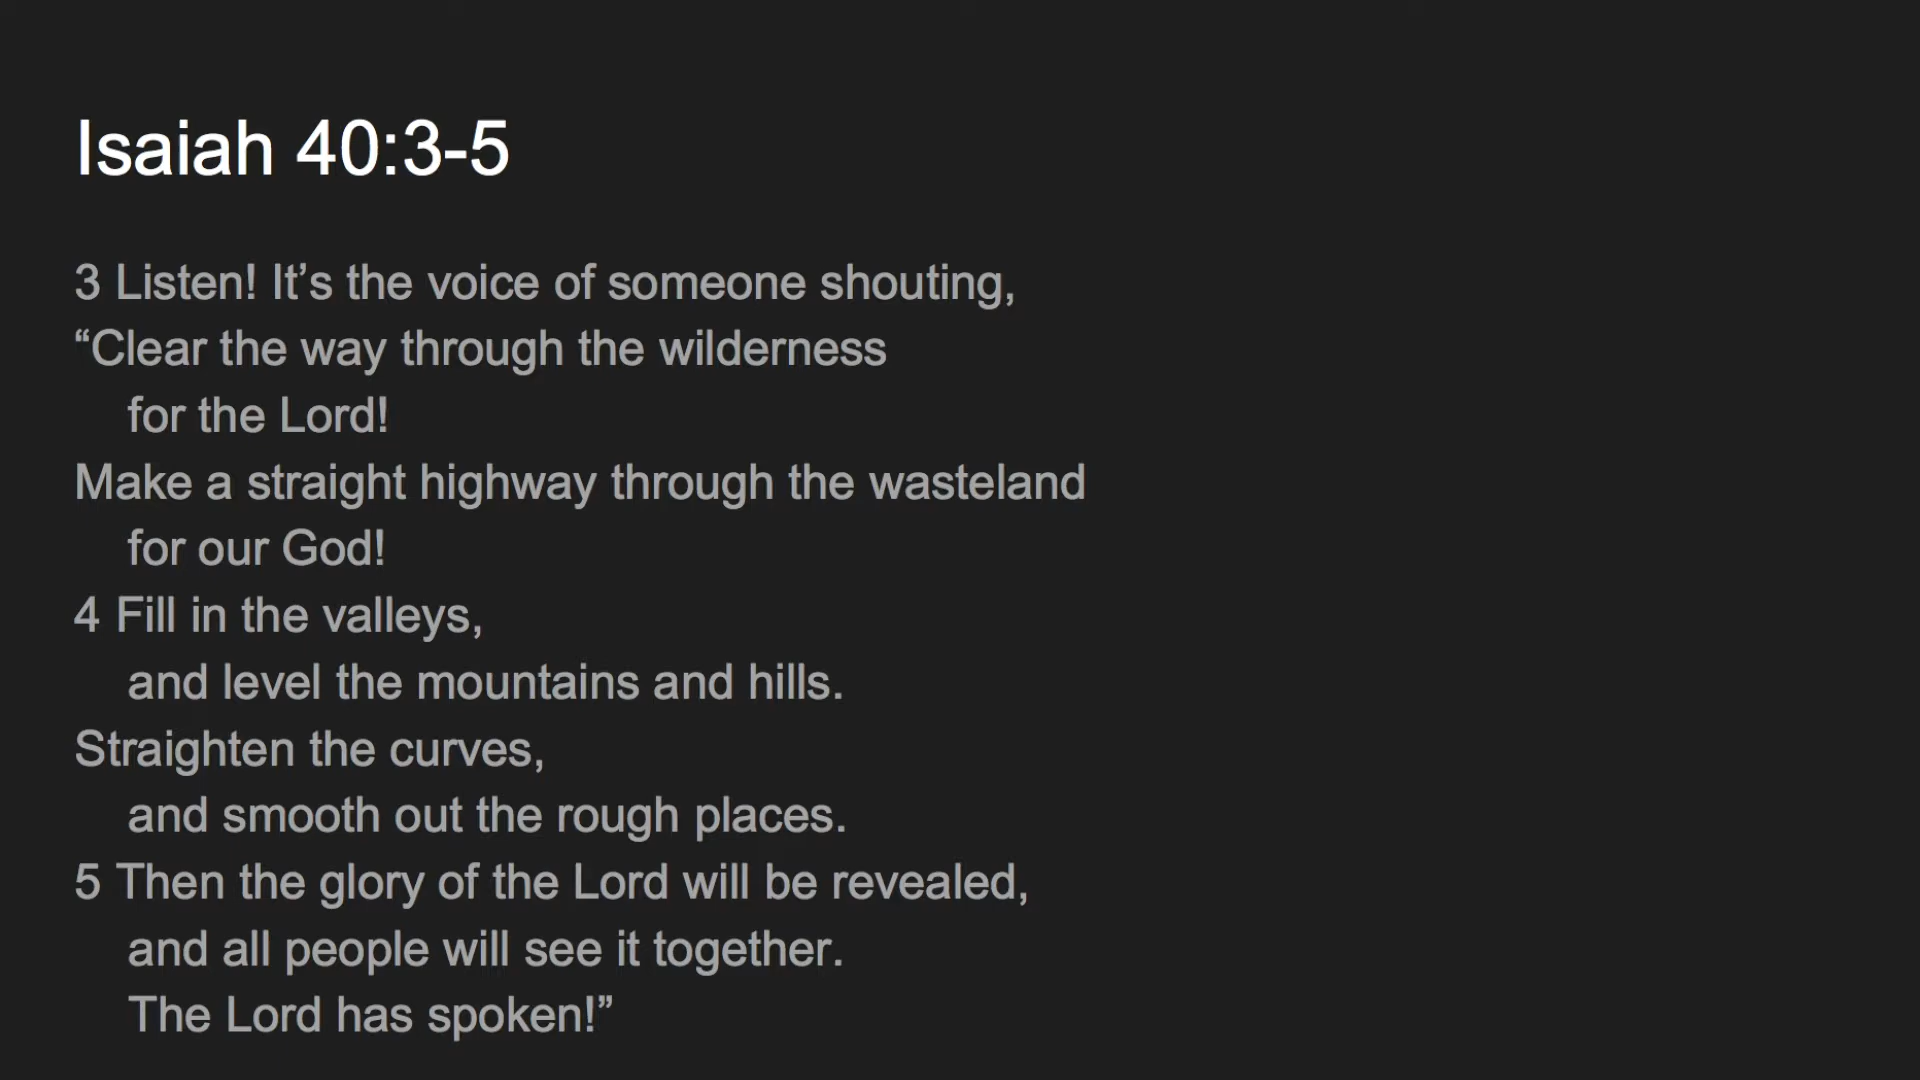 Isaiah 40:3-5
3 Listen! It’s the voice of someone shouting,
“Clear the way through the wilderness
for the Lord!
Make a straight highway through the wasteland
for our God!
4 Fill in the valleys,
and level the mountains and hills.
Straighten the curves,
and smooth out the rough places.
5 Then the glory of the Lord will be revealed,
and all people will see it together.
The Lord has spoken!”